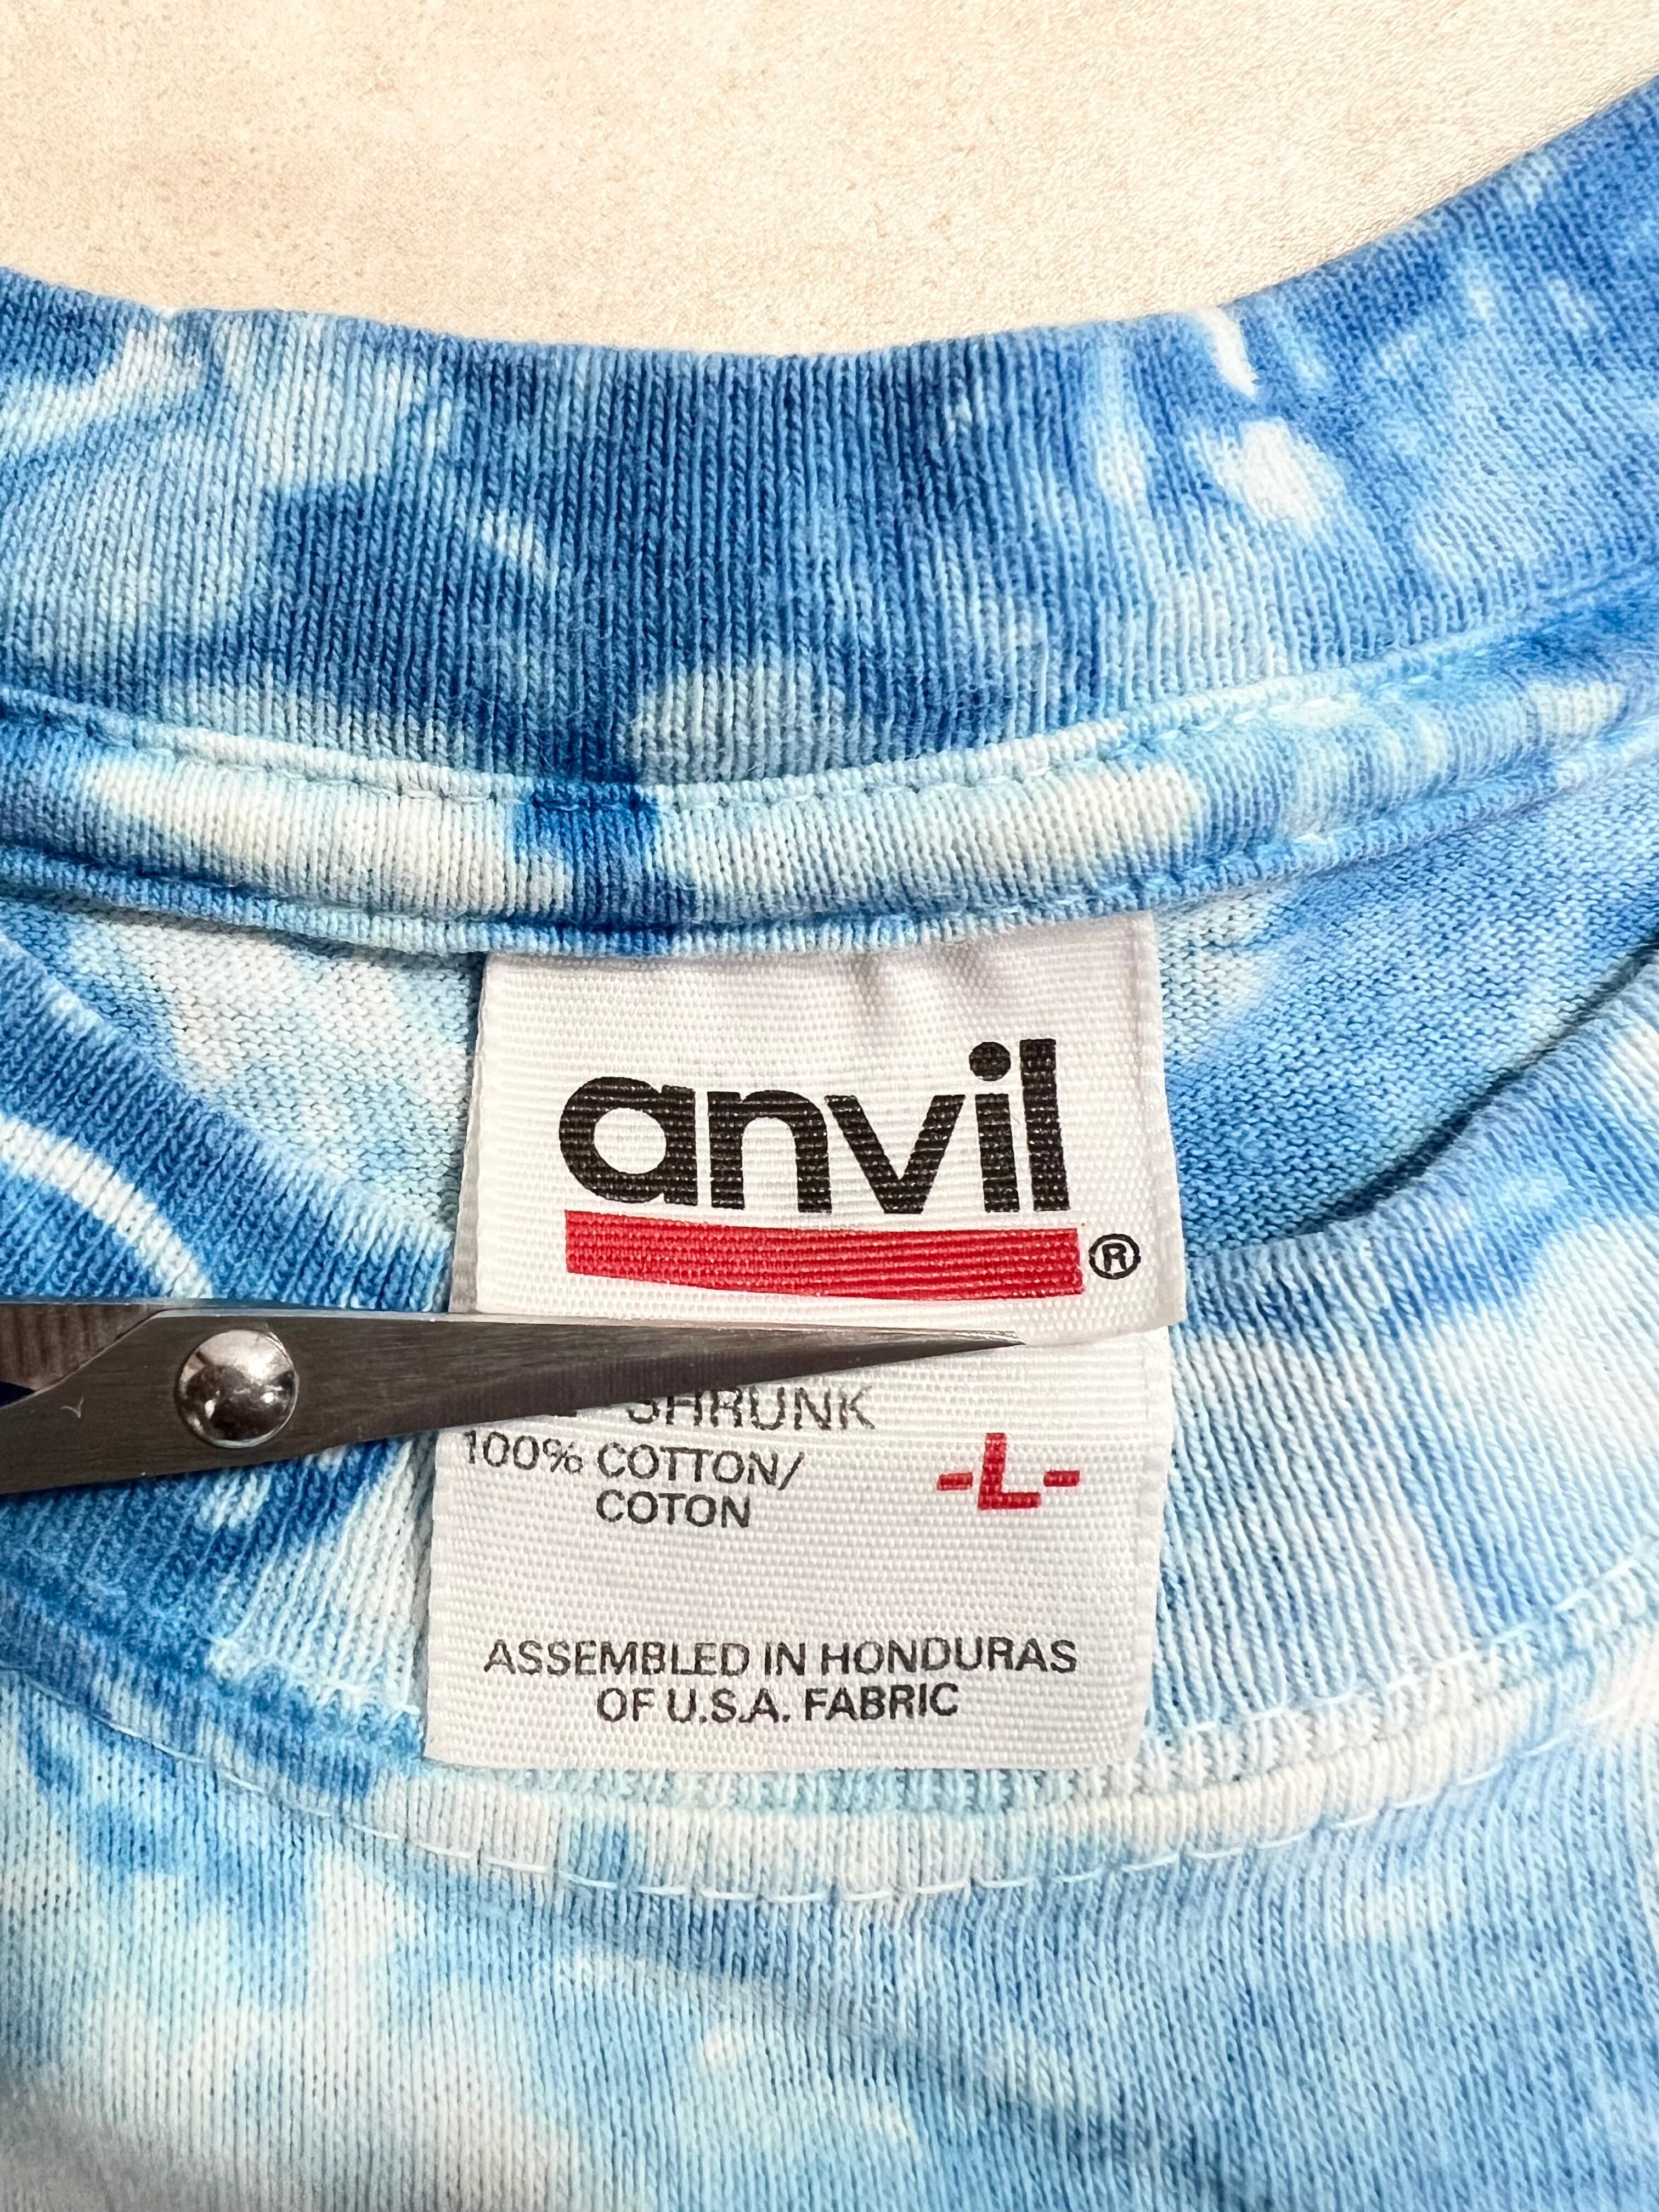 anvil
®
SHRUNK
100% COTTON/
COTON
-L-
ASSEMBLED IN HONDURAS
OF U.S.A. FABRIC